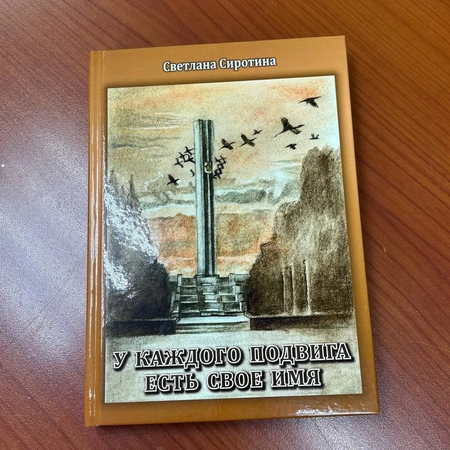 Светлана Сиротина
У КАЖДОГО ПОДВИГА
ЕСТЬ СВОЕ ИМЯ